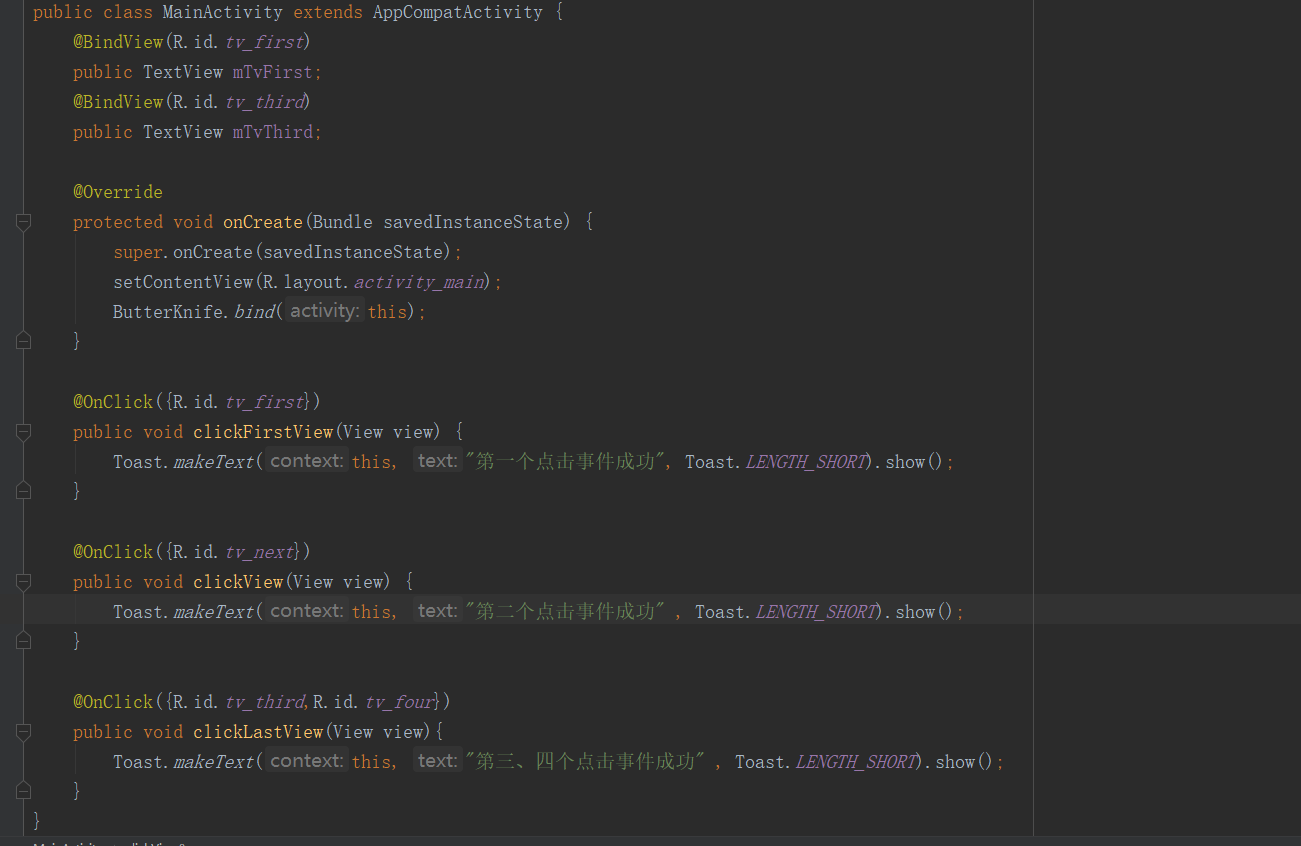 public class MainActivity extends AppCompatActivity {
@BindView(R.id.tv_first)
public TextView mTvFirst;
@BindView(R.id.tv_third)
public TextView mTvThird;
@Override
protected void onCreate(Bundle savedInstanceState) {
super.onCreate(savedInstanceState);
setContentView(R.layout.activity_main);
ButterKnife.bind( activity: this);
}
@OnClick({R.id.tv_first})
public void clickFirstView(View view) {
Toast.makeText( context: this, text: "第一个点击事件成功", Toast.LENGTH_SHORT).show();
}
@OnClick({R.id.tv_next})
public void clickView(View view) {
Toast.makeText( context: this, text: "第二个点击事件成功" , Toast.LENGTH_SHORT).show();
}
@OnClick({R.id.tv_third,R.id.tv_four})
public void clickLastView(View view){
Toast.makeText( context: this, text: "第三、四个点击事件成功" , Toast.LENGTH_SHORT).show();
}
}